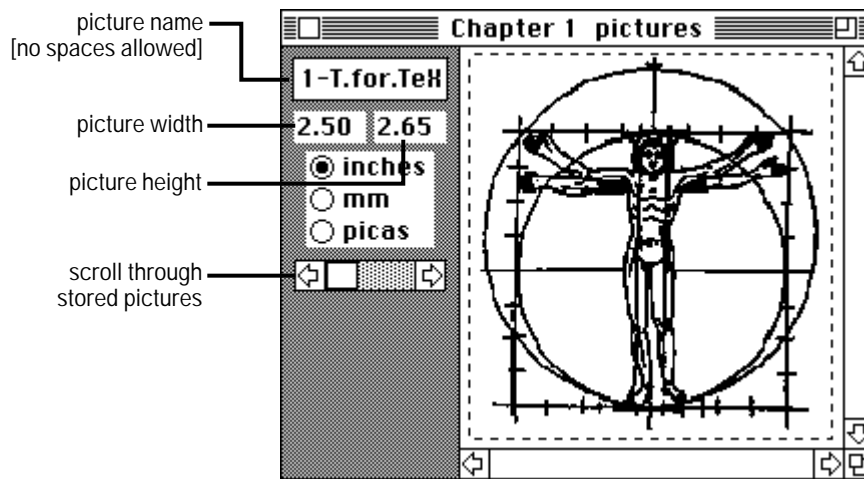 picture name
[no spaces allowed]
picture width
picture height
scroll through
stored pictures
Chapter 1 pictures
1-T.for.TeX
2.50 2.65
inches
mm
picas